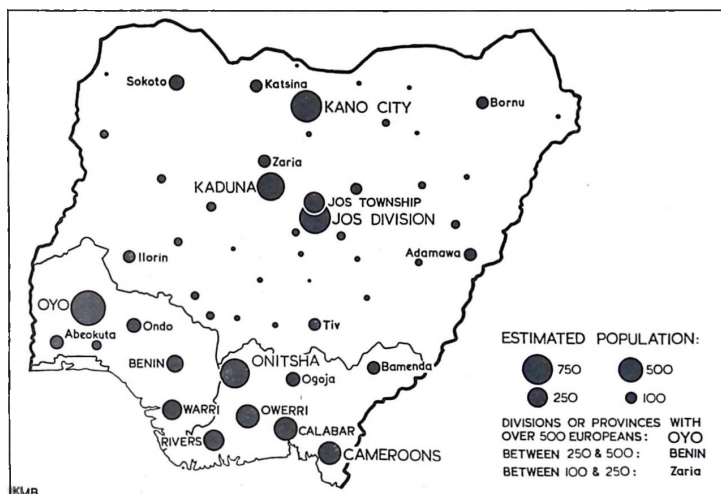 Sokoto
Katsina
KANO CITY
Bornu
Zaria
KADUNA
JOS TOWNSHIP
JOS DIVISION
Ilorin
Adamawa
OYO
Abeokuta
Ondo
Tiv
BENIN
ONITSHA
Ogoja
Bamenda
WARRI
OWERRI
RIVERS
CALABAR
CAMEROONS
ESTIMATED POPULATION:
750 500
250 100
DIVISIONS OR PROVINCES WITH
OVER 500 EUROPEANS: OYO
BETWEEN 250 & 500: BENIN
BETWEEN 100 & 250: Zaria
KMB